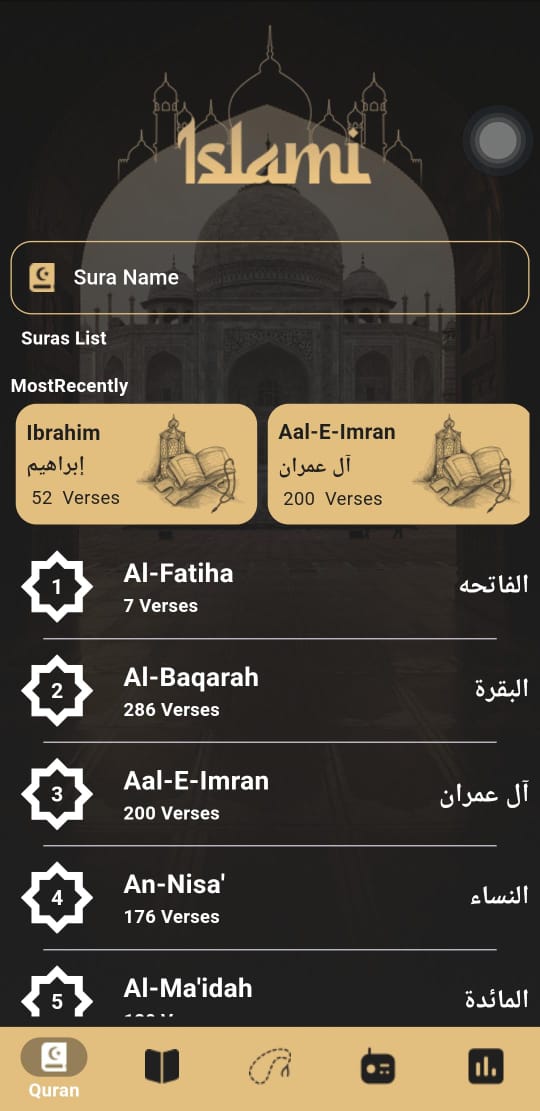 Islami
Sura Name
Suras List
MostRecently
Ibrahim
إبراهيم
52 Verses
Aal-E-Imran
آل عمران
200 Verses
1
Al-Fatiha
7 Verses
الفاتحه
2
Al-Baqarah
286 Verses
البقرة
3
Aal-E-Imran
200 Verses
آل عمران
4
An-Nisa'
176 Verses
النساء
5
Al-Ma'idah
المائدة
Quran